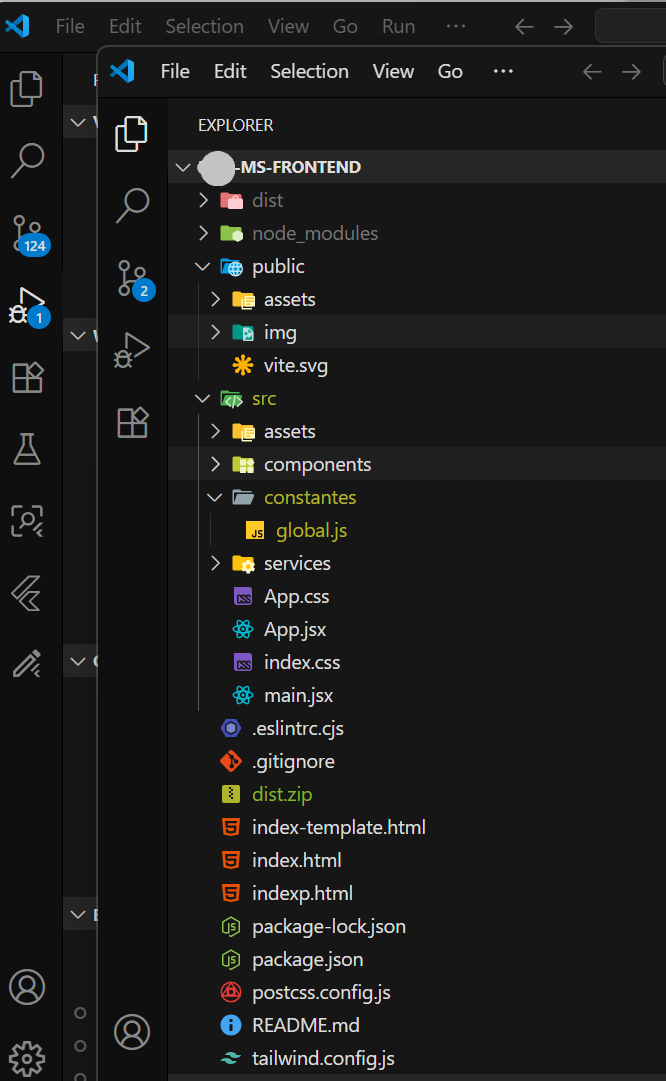 File Edit Selection View Go Run ···
File Edit Selection View Go ···
EXPLORER
-MS-FRONTEND
dist
node_modules
124
public
2
assets
1
img
vite.svg
src
assets
components
constantes
global.js
services
App.css
App.jsx
index.css
main.jsx
.eslintrc.cjs
.gitignore
dist.zip
index-template.html
index.html
indexp.html
package-lock.json
package.json
postcss.config.js
README.md
tailwind.config.js